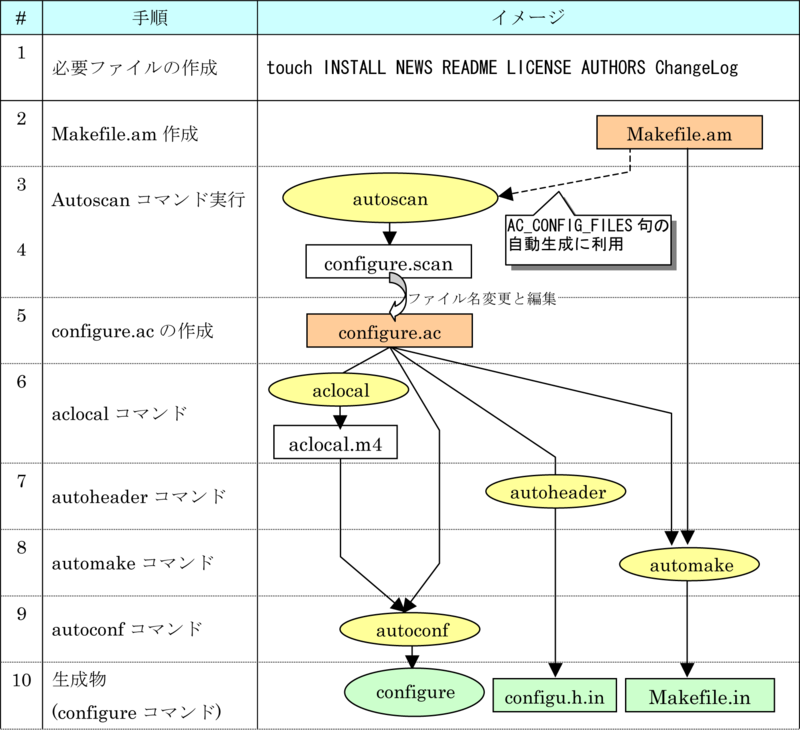 # 手順 イメージ
1 必要ファイルの作成 touch INSTALL NEWS README LICENSE AUTHORS ChangeLog
2 Makefile.am 作成 Makefile.am
3 Autoscan コマンド実行 autoscan
AC_CONFIG_FILES 句の
自動生成に利用
4 configure.scan
ファイル名変更と編集
5 configure.ac の作成 configure.ac
6 aclocal コマンド aclocal
aclocal.m4
7 autoheader コマンド autoheader
8 automake コマンド automake
9 autoconf コマンド autoconf
10 生成物
(configure コマンド) configure configu.h.in Makefile.in